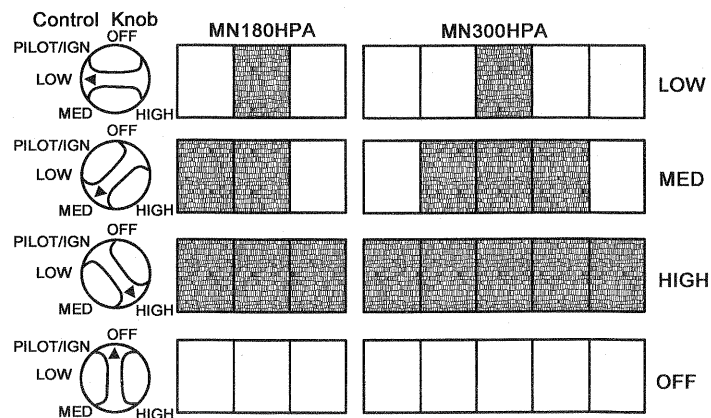 Control Knob
MN180HPA
MN300HPA
OFF
PILOT/IGN
LOW
MED
HIGH
LOW
OFF
PILOT/IGN
LOW
MED
HIGH
MED
OFF
PILOT/IGN
LOW
MED
HIGH
HIGH
OFF
PILOT/IGN
LOW
MED
HIGH
OFF